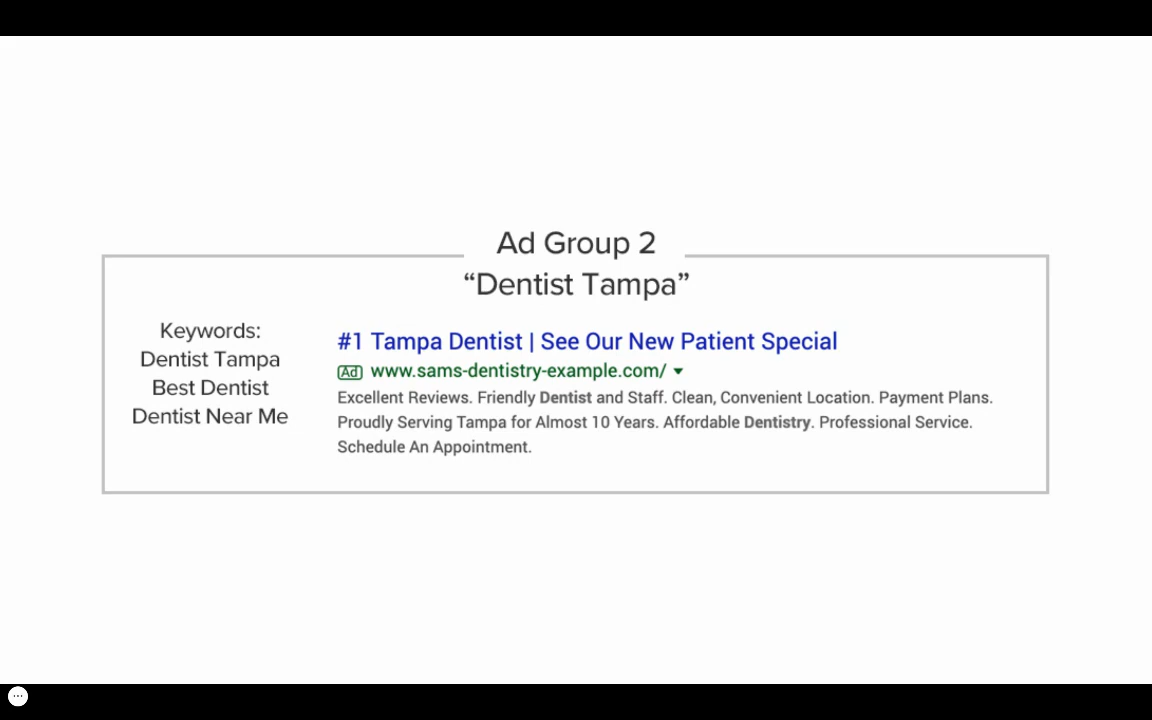 Ad Group 2
“Dentist Tampa”
Keywords:
Dentist Tampa
Best Dentist
Dentist Near Me
#1 Tampa Dentist | See Our New Patient Special
Ad www.sams-dentistry-example.com/
Excellent Reviews. Friendly Dentist and Staff. Clean, Convenient Location. Payment Plans.
Proudly Serving Tampa for Almost 10 Years. Affordable Dentistry. Professional Service.
Schedule An Appointment.